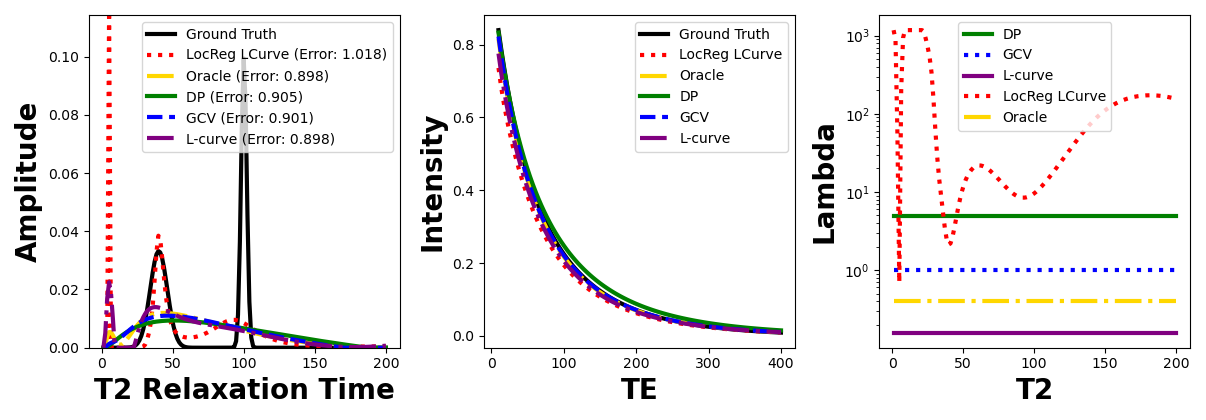 Amplitude
0.00
0.02
0.04
0.06
0.08
0.10
0
50
100
150
200
T2 Relaxation Time
Ground Truth
LocReg LCurve (Error: 1.018)
Oracle (Error: 0.898)
DP (Error: 0.905)
GCV (Error: 0.901)
L-curve (Error: 0.898)
Intensity
0.0
0.2
0.4
0.6
0.8
0
100
200
300
400
TE
Ground Truth
LocReg LCurve
Oracle
DP
GCV
L-curve
Lambda
10³
10²
10¹
10⁰
0
50
100
150
200
T2
DP
GCV
L-curve
LocReg LCurve
Oracle